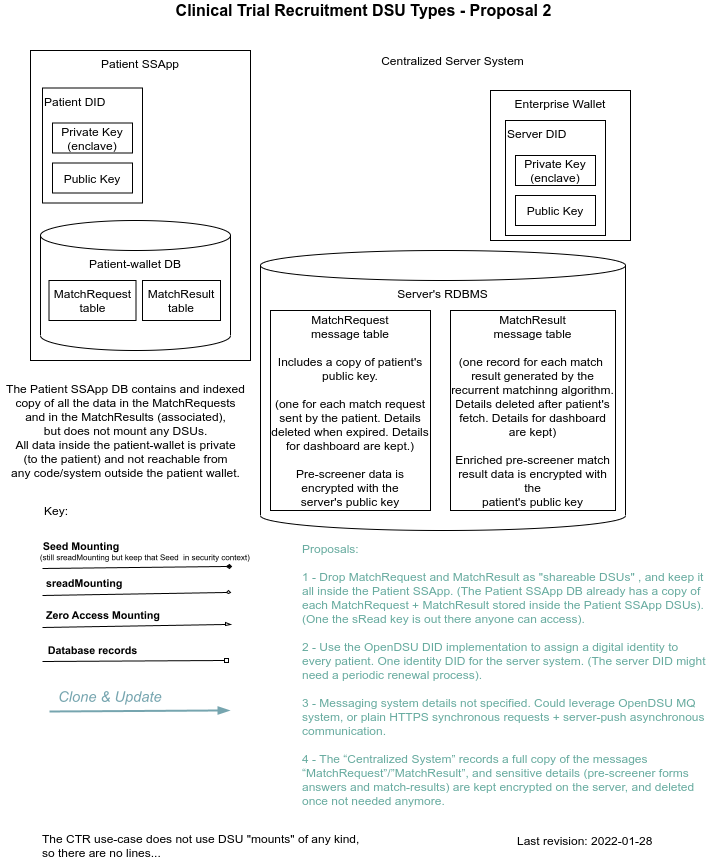 Clinical Trial Recruitment DSU Types - Proposal 2
Patient SSApp
Patient DID
Private Key
(enclave)
Public Key
Patient-wallet DB
MatchRequest
table
MatchResult
table
Centralized Server System
Enterprise Wallet
Server DID
Private Key
(enclave)
Public Key
Server's RDBMS
MatchRequest
message table
Includes a copy of patient's
public key.
(one for each match request
sent by the patient. Details
deleted when expired. Details
for dashboard are kept.)
Pre-screener data is
encrypted with the
server's public key
MatchResult
message table
(one record for each match
result generated by the
recurrent matchinng algorithm.
Details deleted after patient's
fetch. Details for dashboard
are kept)
Enriched pre-screener match
result data is encrypted with
the
patient's public key
The Patient SSApp DB contains and indexed
copy of all the data in the MatchRequests
and in the MatchResults (associated),
but does not mount any DSUs.
All data inside the patient-wallet is private
(to the patient) and not reachable from
any code/system outside the patient wallet.
Key:
Seed Mounting
(still sreadMounting but keep that Seed in security context)
sreadMounting
Zero Access Mounting
Database records
Clone & Update
Proposals:
1 - Drop MatchRequest and MatchResult as "shareable DSUs" , and keep it
all inside the Patient SSApp. (The Patient SSApp DB already has a copy of
each MatchRequest + MatchResult stored inside the Patient SSApp DSUs).
(One the sRead key is out there anyone can access).
2 - Use the OpenDSU DID implementation to assign a digital identity to
every patient. One identity DID for the server system. (The server DID might
need a periodic renewal process).
3 - Messaging system details not specified. Could leverage OpenDSU MQ
system, or plain HTTPS synchronous requests + server-push asynchronous
communication.
4 - The “Centralized System” records a full copy of the messages
“MatchRequest”/”MatchResult”, and sensitive details (pre-screener forms
answers and match-results) are kept encrypted on the server, and deleted
once not needed anymore.
The CTR use-case does not use DSU "mounts" of any kind,
so there are no lines...
Last revision: 2022-01-28